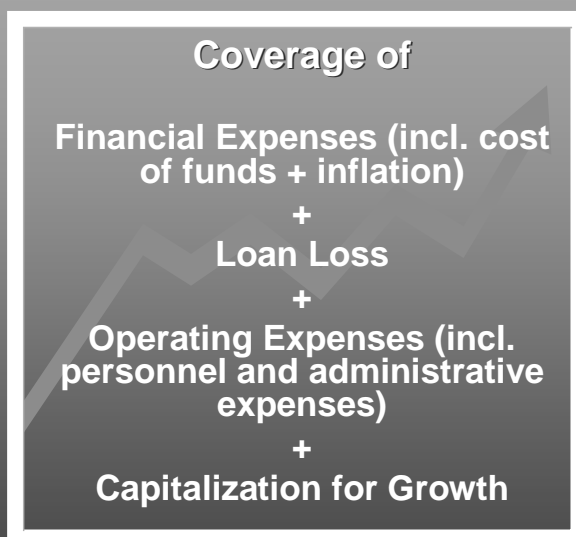 Coverage of
Financial Expenses (incl. cost
of funds + inflation)
+
Loan Loss
+
Operating Expenses (incl.
personnel and administrative
expenses)
+
Capitalization for Growth